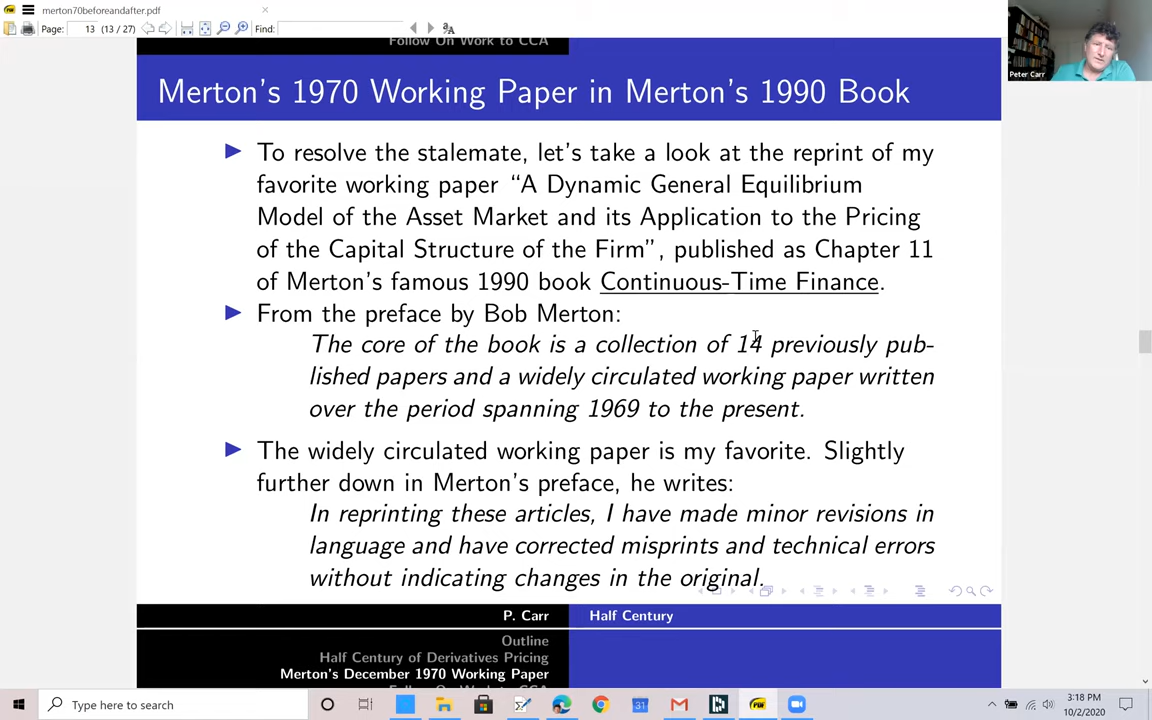 merton70beforeandafter.pdf
Page: 13 (13 / 27) Find:
Peter Carr
Follow On Work to CCA
Merton's 1970 Working Paper in Merton's 1990 Book
To resolve the stalemate, let's take a look at the reprint of my
favorite working paper “A Dynamic General Equilibrium
Model of the Asset Market and its Application to the Pricing
of the Capital Structure of the Firm”, published as Chapter 11
of Merton's famous 1990 book Continuous-Time Finance.
From the preface by Bob Merton:
The core of the book is a collection of 14 previously pub-
lished papers and a widely circulated working paper written
over the period spanning 1969 to the present.
The widely circulated working paper is my favorite. Slightly
further down in Merton's preface, he writes:
In reprinting these articles, I have made minor revisions in
language and have corrected misprints and technical errors
without indicating changes in the original.
P. Carr Half Century
Outline
Half Century of Derivatives Pricing
Merton's December 1970 Working Paper
Follow On Work to CCA
Type here to search
31
3:18 PM
10/2/2020